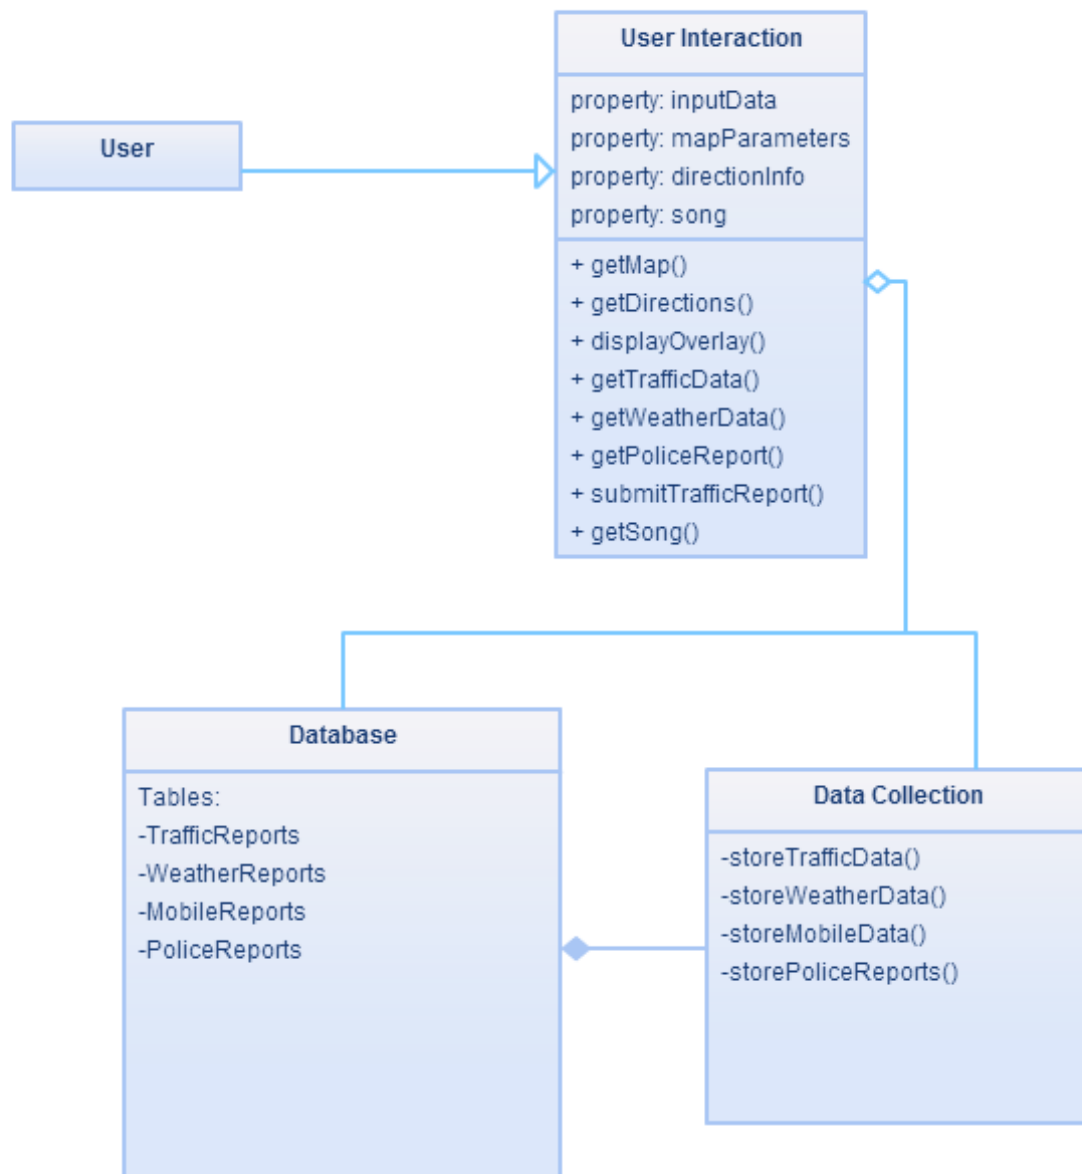 User Interaction
property: inputData
property: mapParameters
property: directionInfo
property: song
+ getMap()
+ getDirections()
+ displayOverlay()
+ getTrafficData()
+ getWeatherData()
+ getPoliceReport()
+ submitTrafficReport()
+ getSong()
User
Database
Tables:
-TrafficReports
-WeatherReports
-MobileReports
-PoliceReports
Data Collection
-storeTrafficData()
-storeWeatherData()
-storeMobileData()
-storePoliceReports()